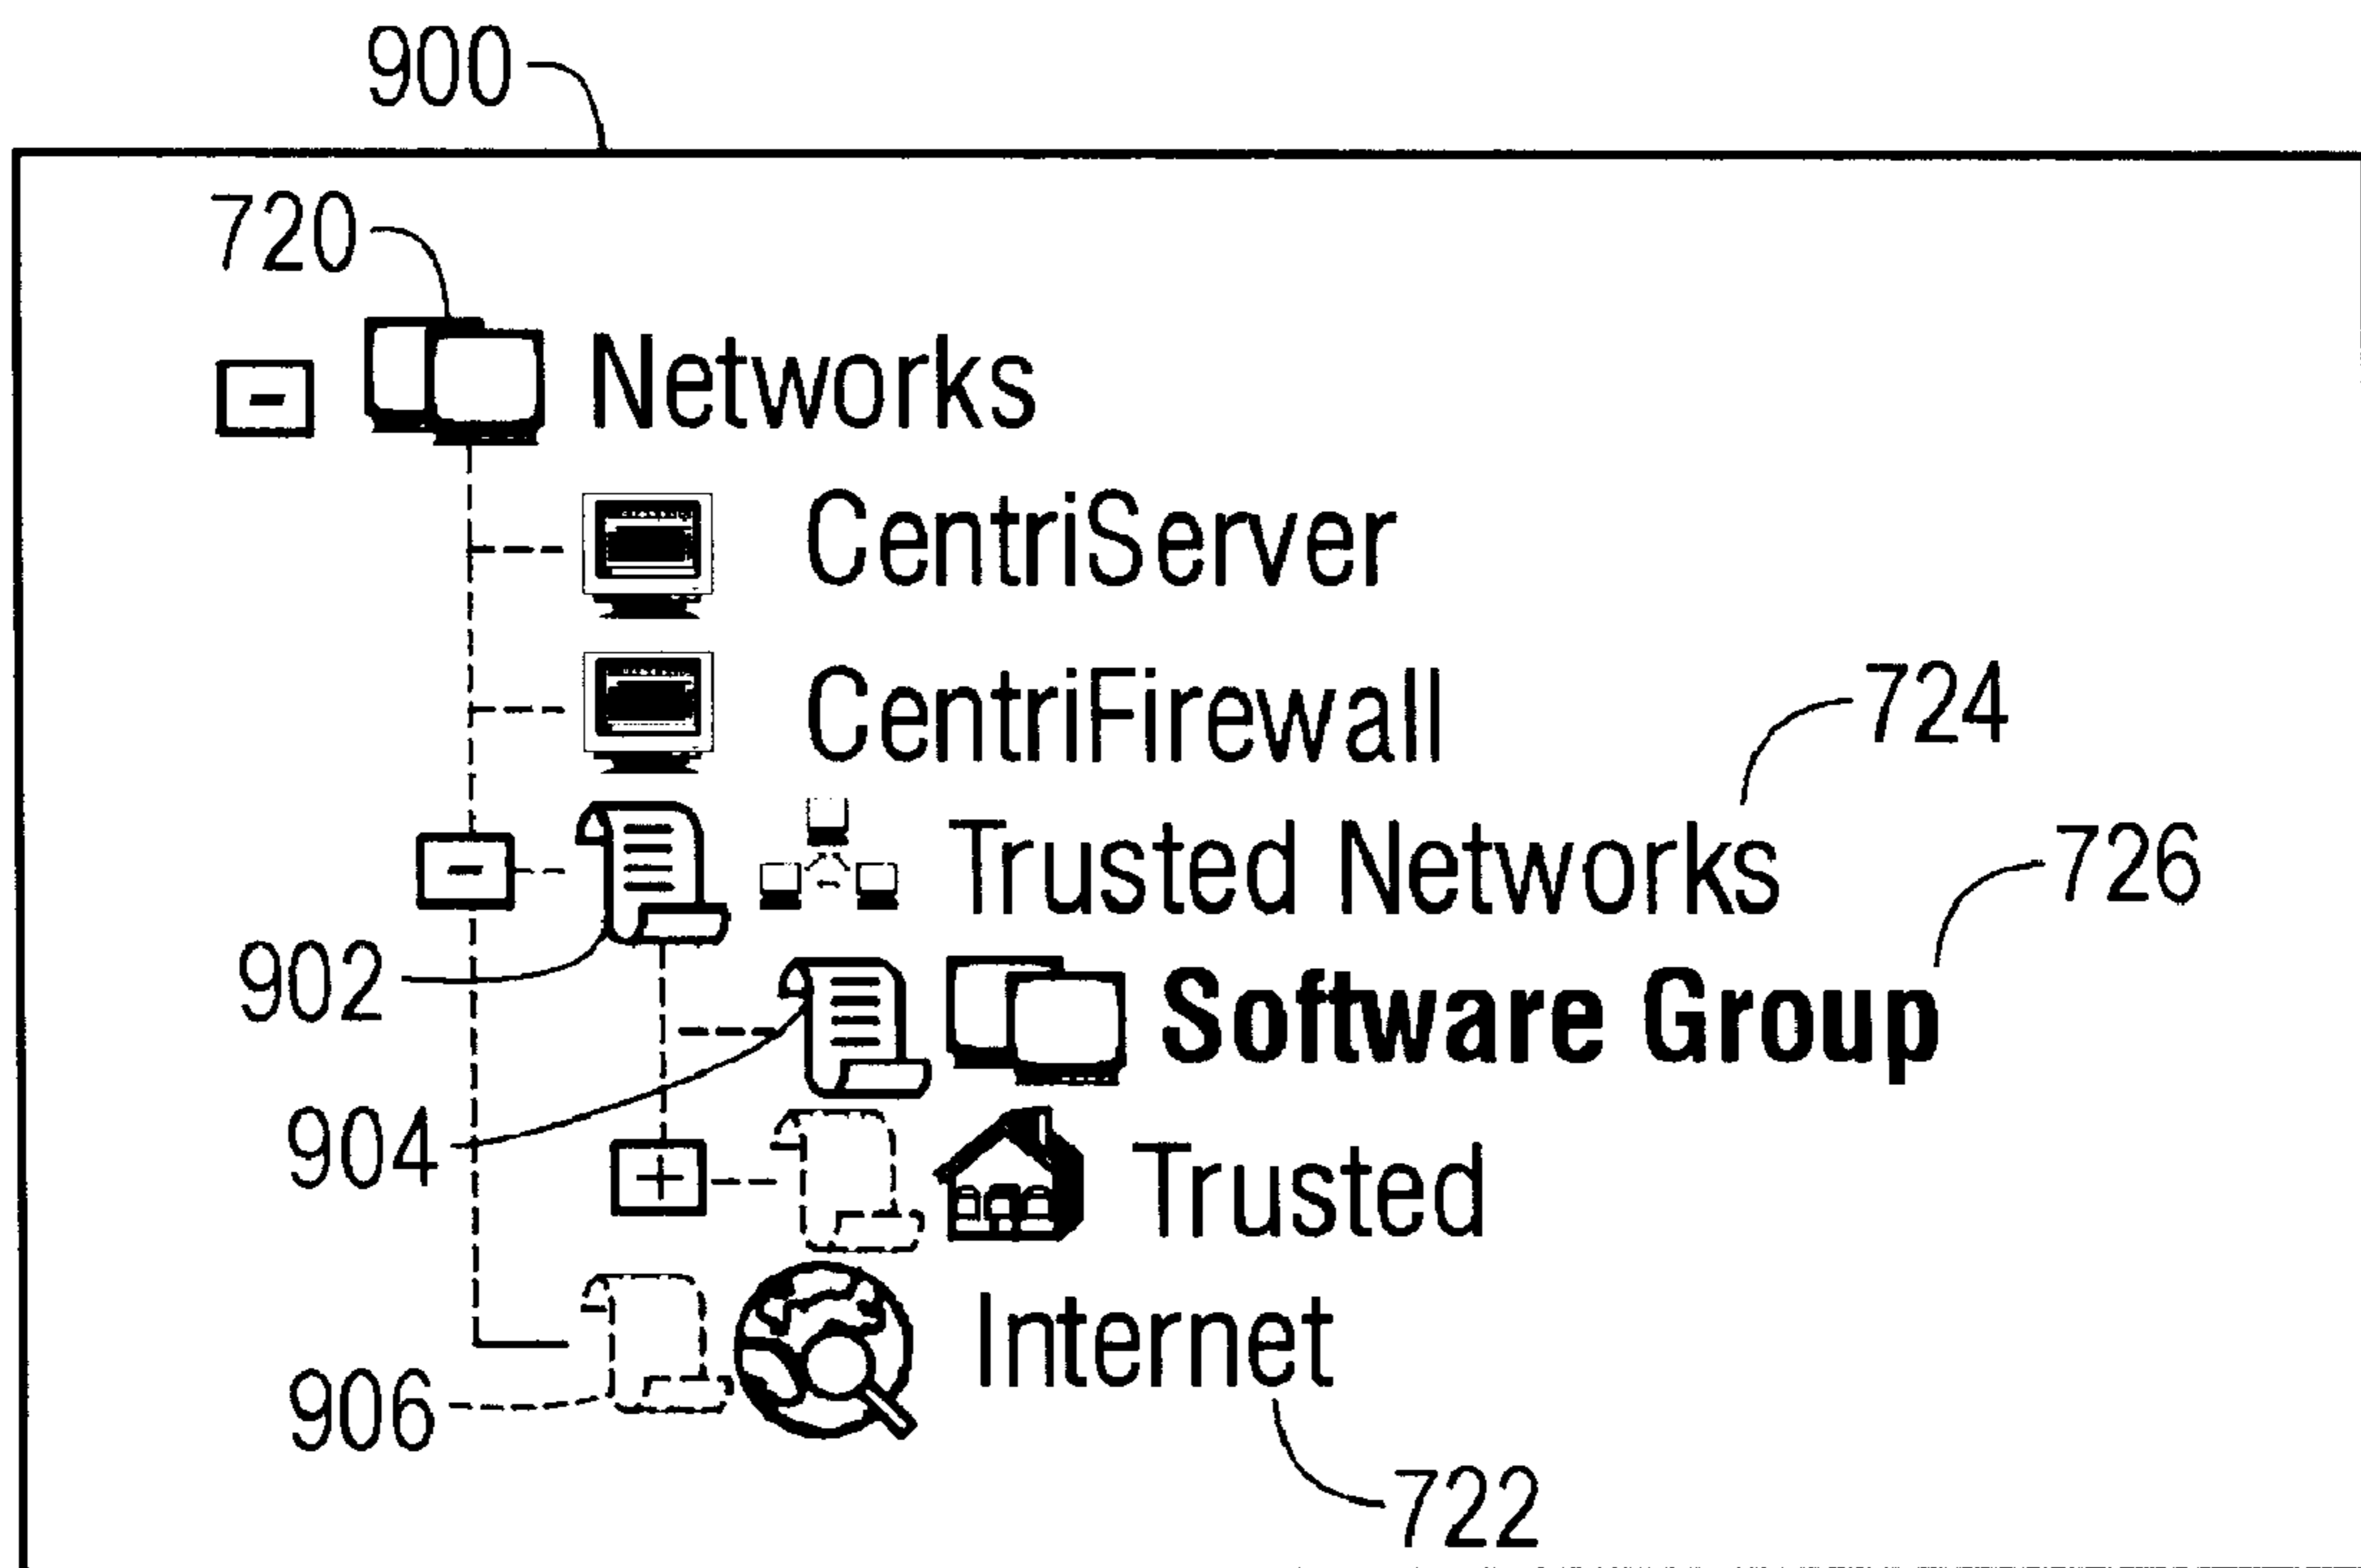 900
720
Networks
CentriServer
CentriFirewall
724
Trusted Networks
726
902
Software Group
904
Trusted
Internet
906
722